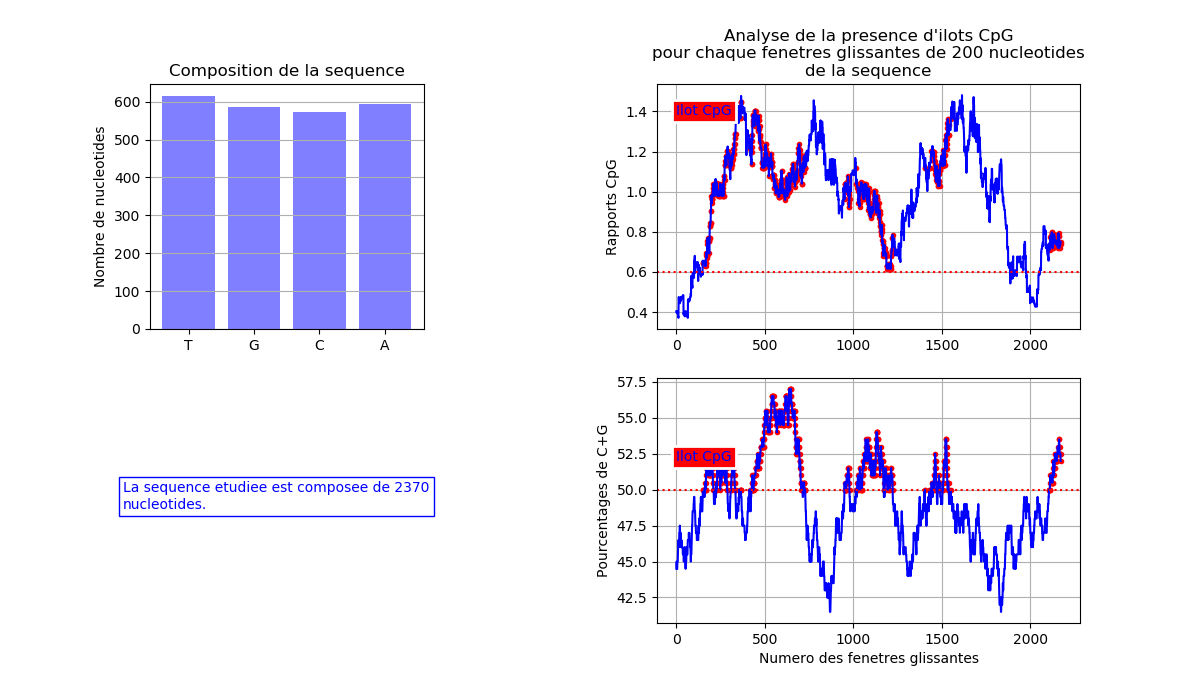 Composition de la sequence
Nombre de nucleotides
600
500
400
300
200
100
0
T G C A
La sequence etudiee est composee de 2370
nucleotides.
Analyse de la presence d'ilots CpG
pour chaque fenetres glissantes de 200 nucleotides
de la sequence
Rapports CpG
1.4
1.2
1.0
0.8
0.6
0.4
Ilot CpG
0 500 1000 1500 2000
Pourcentages de C+G
57.5
55.0
52.5
50.0
47.5
45.0
42.5
Ilot CpG
0 500 1000 1500 2000
Numero des fenetres glissantes